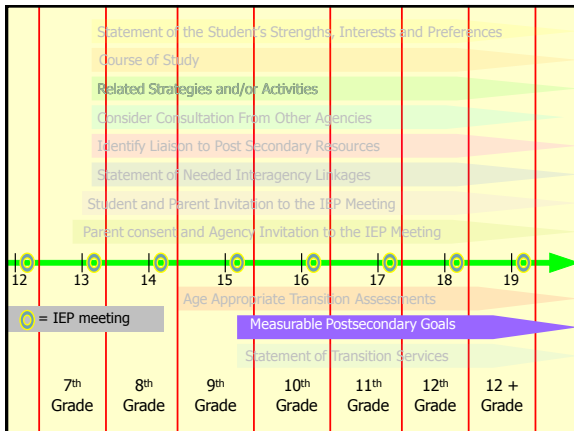 Statement of the Student's Strengths, Interests and Preferences
Course of Study
Related Strategies and/or Activities
Consider Consultation From Other Agencies
Identify Liaison to Post Secondary Resources
Statement of Needed Interagency Linkages
Student and Parent Invitation to the IEP Meeting
Parent consent and Agency Invitation to the IEP Meeting
12 13 14 15 16 17 18 19
Age Appropriate Transition Assessments
= IEP meeting
Measurable Postsecondary Goals
Statement of Transition Services
7th Grade
8th Grade
9th Grade
10th Grade
11th Grade
12th Grade
12 + Grade